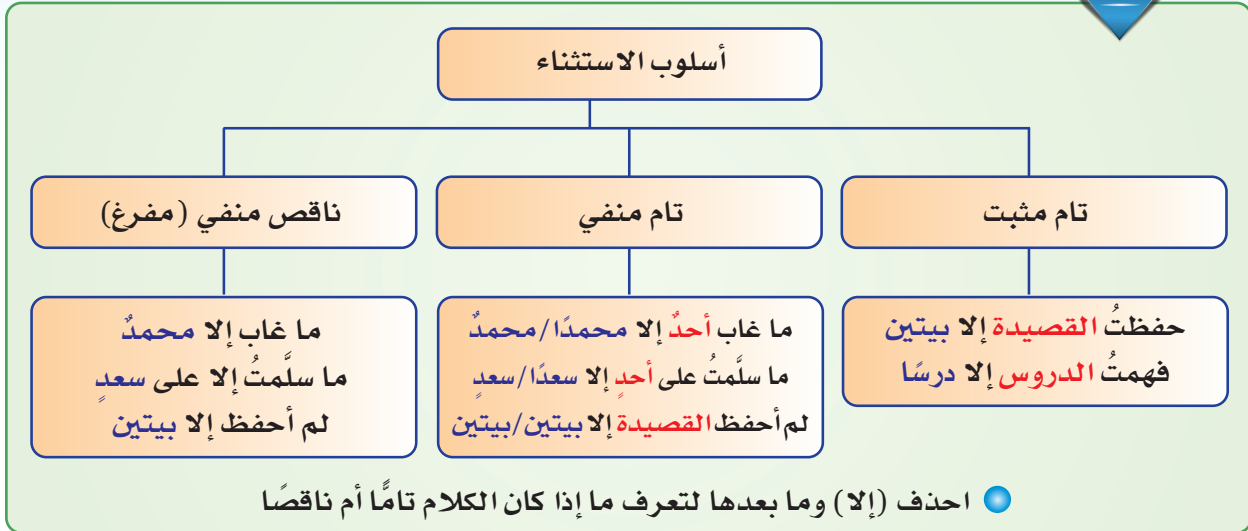 أسلوب الاستثناء
تام مثبت
تام منفي
ناقص منفي (مفرغ)
حفظتُ القصيدة إلا بيتين
فهمتُ الدروس إلا درسًا
ما غاب أحدٌ إلا محمدًا/محمدٌ
ما سلَّمتُ على أحدٍ إلا سعدًا/سعدٍ
لم أحفظ القصيدة إلا بيتين/بيتين
ما غاب إلا محمدٌ
ما سلَّمتُ إلا على سعدٍ
لم أحفظ إلا بيتين
احذف (إلا) وما بعدها لتعرف ما إذا كان الكلام تامًّا أم ناقصًا